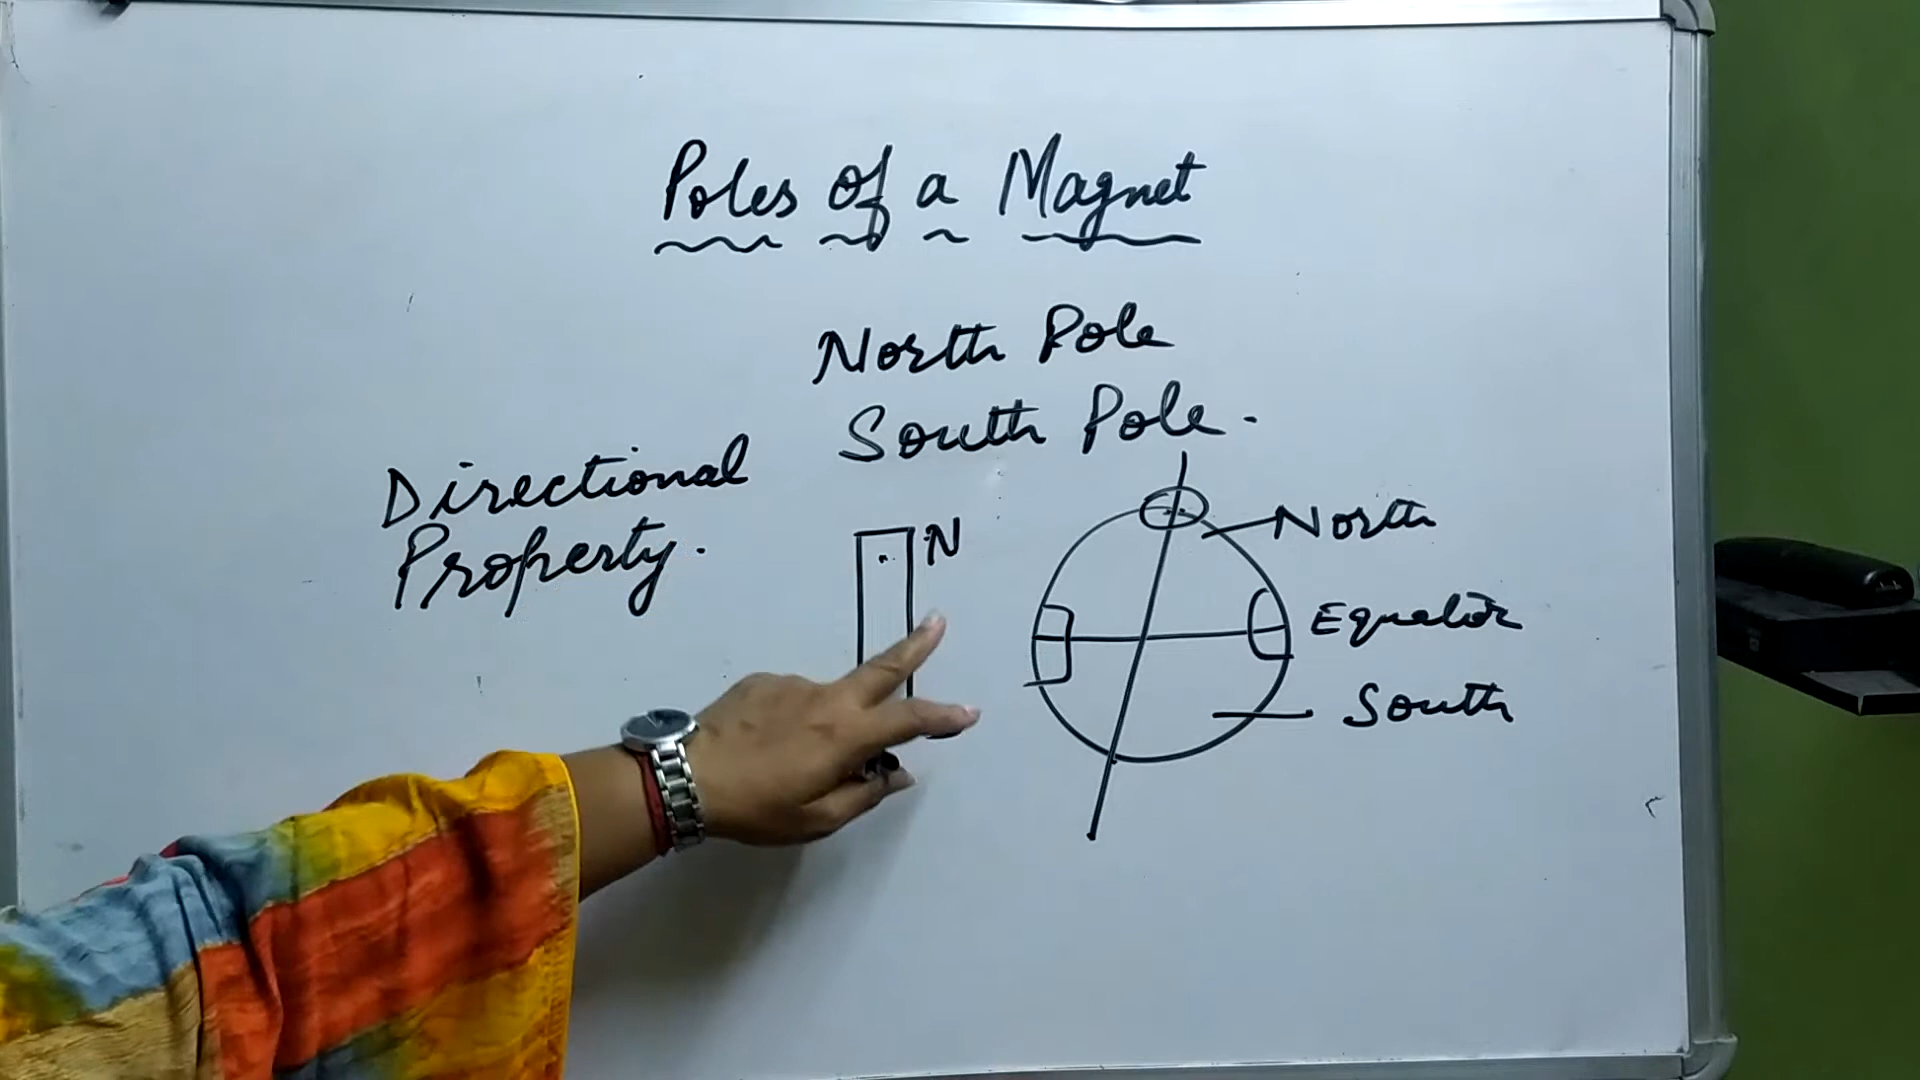 Poles Of a Magnet
North Pole
South Pole.
Directional
Property.
N
North
Equator
South